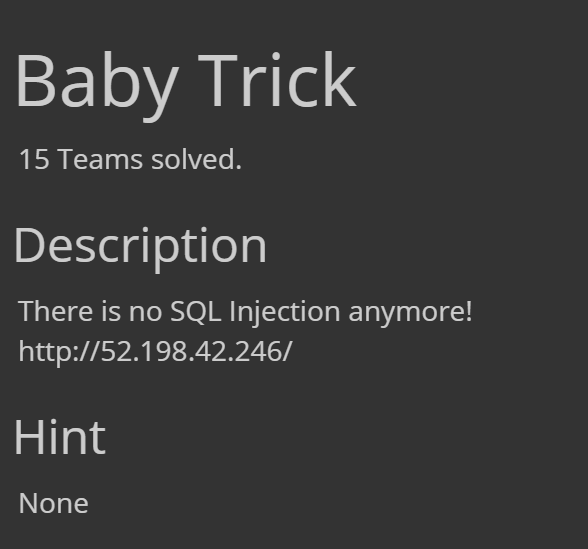 Baby Trick
15 Teams solved.
Description
There is no SQL Injection anymore!
http://52.198.42.246/
Hint
None